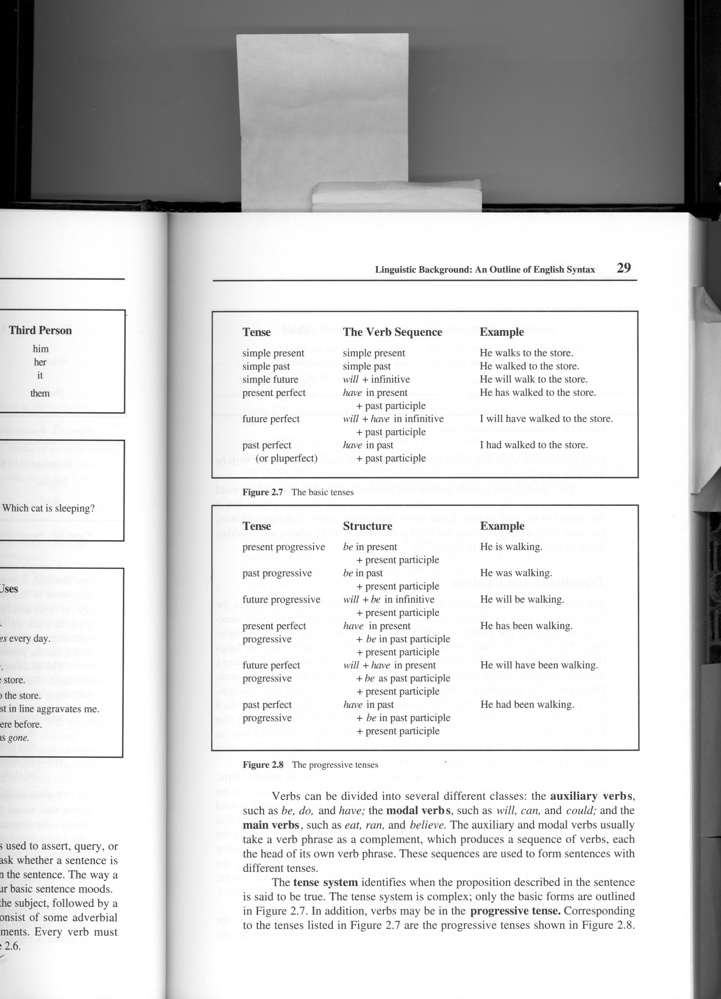 Third Person
him
her
it
them
Which cat is sleeping?
Uses
es every day.
store.
the store.
st in line aggravates me.
ere before.
as gone.
s used to assert, query, or
ask whether a sentence is
n the sentence. The way a
ur basic sentence moods.
the subject, followed by a
onsist of some adverbial
ments. Every verb must
2.6.
Linguistic Background: An Outline of English Syntax 29
Tense The Verb Sequence Example
simple present simple present He walks to the store.
simple past simple past He walked to the store.
simple future will + infinitive He will walk to the store.
present perfect have in present He has walked to the store.
+ past participle
future perfect will + have in infinitive I will have walked to the store.
+ past participle
past perfect have in past I had walked to the store.
(or pluperfect) + past participle
Figure 2.7 The basic tenses
Tense Structure Example
present progressive be in present He is walking.
+ present participle
past progressive be in past He was walking.
+ present participle
future progressive will + be in infinitive He will be walking.
+ present participle
present perfect have in present He has been walking.
progressive + be in past participle
+ present participle
future perfect will + have in present He will have been walking.
progressive + be as past participle
+ present participle
past perfect have in past He had been walking.
progressive + be in past participle
+ present participle
Figure 2.8 The progressive tenses
Verbs can be divided into several different classes: the auxiliary verbs,
such as be, do, and have; the modal verbs, such as will, can, and could; and the
main verbs, such as eat, ran, and believe. The auxiliary and modal verbs usually
take a verb phrase as a complement, which produces a sequence of verbs, each
the head of its own verb phrase. These sequences are used to form sentences with
different tenses.
The tense system identifies when the proposition described in the sentence
is said to be true. The tense system is complex; only the basic forms are outlined
in Figure 2.7. In addition, verbs may be in the progressive tense. Corresponding
to the tenses listed in Figure 2.7 are the progressive tenses shown in Figure 2.8.